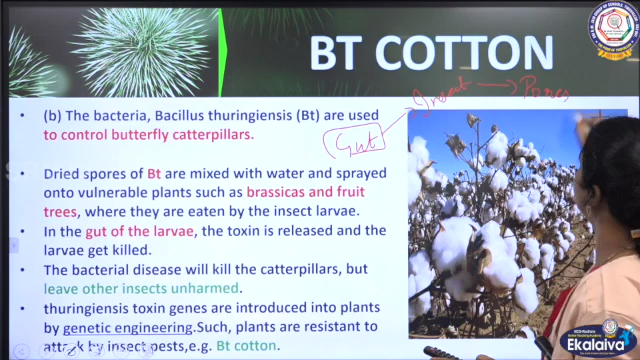 BT COTTON
Insect → Pores
Gut
• (b) The bacteria, Bacillus thuringiensis (Bt) are used
to control butterfly catterpillars.
• Dried spores of Bt are mixed with water and sprayed
onto vulnerable plants such as brassicas and fruit
trees, where they are eaten by the insect larvae.
• In the gut of the larvae, the toxin is released and the
larvae get killed.
• The bacterial disease will kill the catterpillars, but
leave other insects unharmed.
• thuringiensis toxin genes are introduced into plants
by genetic engineering. Such, plants are resistant to
attack by insect pests,e.g. Bt cotton.
Ekalaiva